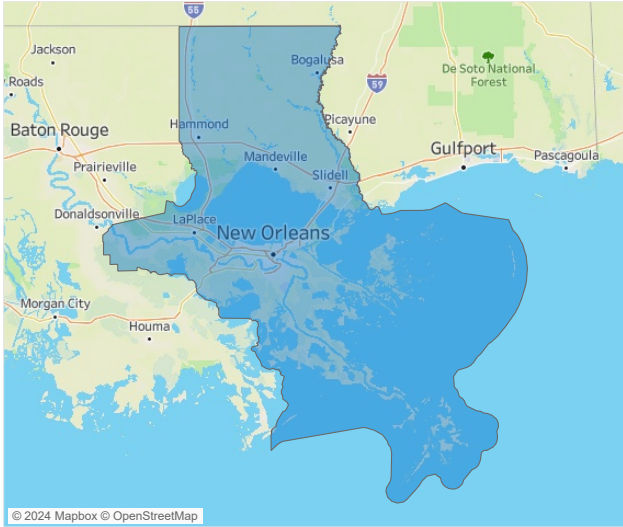 55
Jackson
Bogalusa
De Soto National
Forest
59
Roads
Picayune
Hammond
Baton Rouge
Gulfport
Mandeville
Pascagoula
Prairieville
Slidell
Donaldsonville
LaPlace
New Orleans
Morgan City
Houma
© 2024 Mapbox © OpenStreetMap